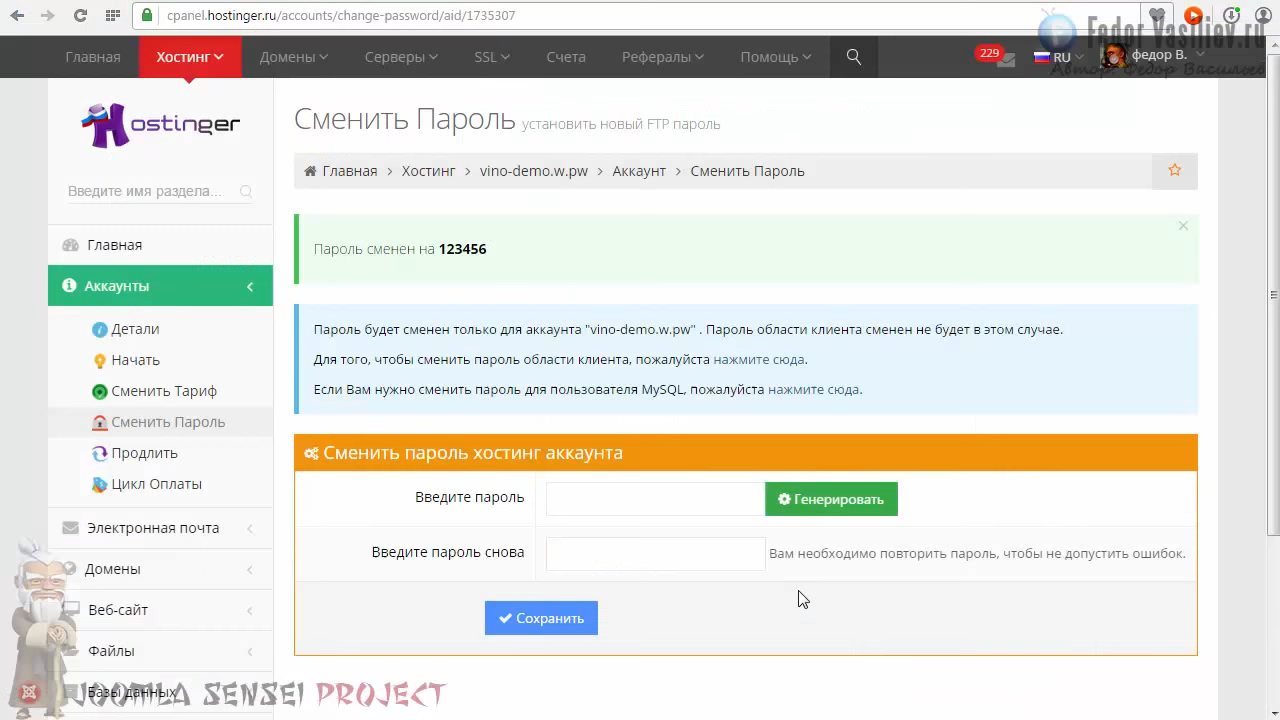 cpanel.hostinger.ru/accounts/change-password/aid/1735307
Fedor Vasiliev.ru
Автор: Федор Васильев
Главная
Хостинг
Домены
Серверы
SSL
Счета
Рефералы
Помощь
229
RU
федор В.
Hostinger
Введите имя раздела...
Главная
Аккаунты
Детали
Начать
Сменить Тариф
Сменить Пароль
Продлить
Цикл Оплаты
Электронная почта
Домены
Веб-сайт
Файлы
Базы данных
Сменить Пароль установить новый FTP пароль
Главная > Хостинг > vino-demo.w.pw > Аккаунт > Сменить Пароль
Пароль сменен на 123456
Пароль будет сменен только для аккаунта "vino-demo.w.pw" . Пароль области клиента сменен не будет в этом случае.
Для того, чтобы сменить пароль области клиента, пожалуйста нажмите сюда.
Если Вам нужно сменить пароль для пользователя MySQL, пожалуйста нажмите сюда.
Сменить пароль хостинг аккаунта
Введите пароль
Генерировать
Введите пароль снова
Вам необходимо повторить пароль, чтобы не допустить ошибок.
Сохранить
JOOMLA SENSEI PROJECT